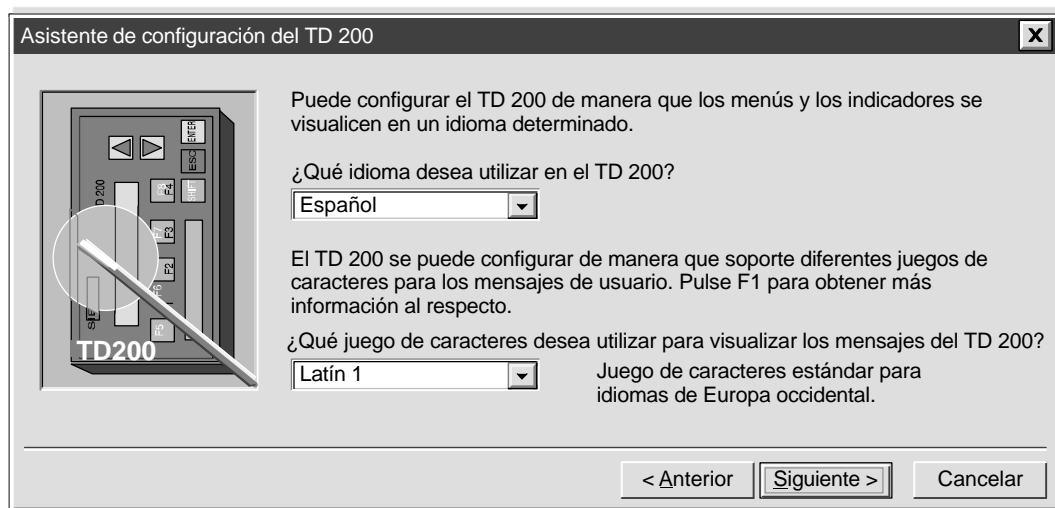 Asistente de configuración del TD 200
X
Puede configurar el TD 200 de manera que los menús y los indicadores se
visualicen en un idioma determinado.
¿Qué idioma desea utilizar en el TD 200?
Español
El TD 200 se puede configurar de manera que soporte diferentes juegos de
caracteres para los mensajes de usuario. Pulse F1 para obtener más
información al respecto.
¿Qué juego de caracteres desea utilizar para visualizar los mensajes del TD 200?
Latín 1
Juego de caracteres estándar para
idiomas de Europa occidental.
ENTER
ESC
SHIFT
F8
F4
F7
F3
F2
F6
F5
TD200
< Anterior
Siguiente >
Cancelar